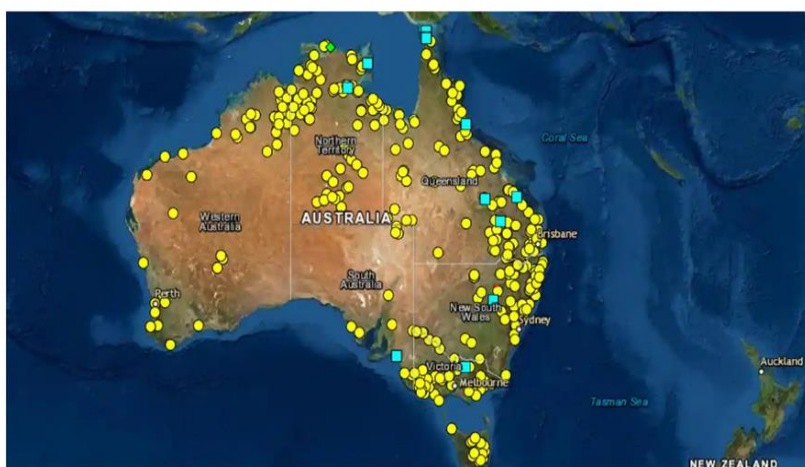 Coral Sea
Northern
Territory
Queensland
AUSTRALIA
Western
Australia
Brisbane
South
Australia
Perth
New South
Wales
Sydney
Victoria
Melbourne
Auckland
Tasman Sea
NEW ZEALAND